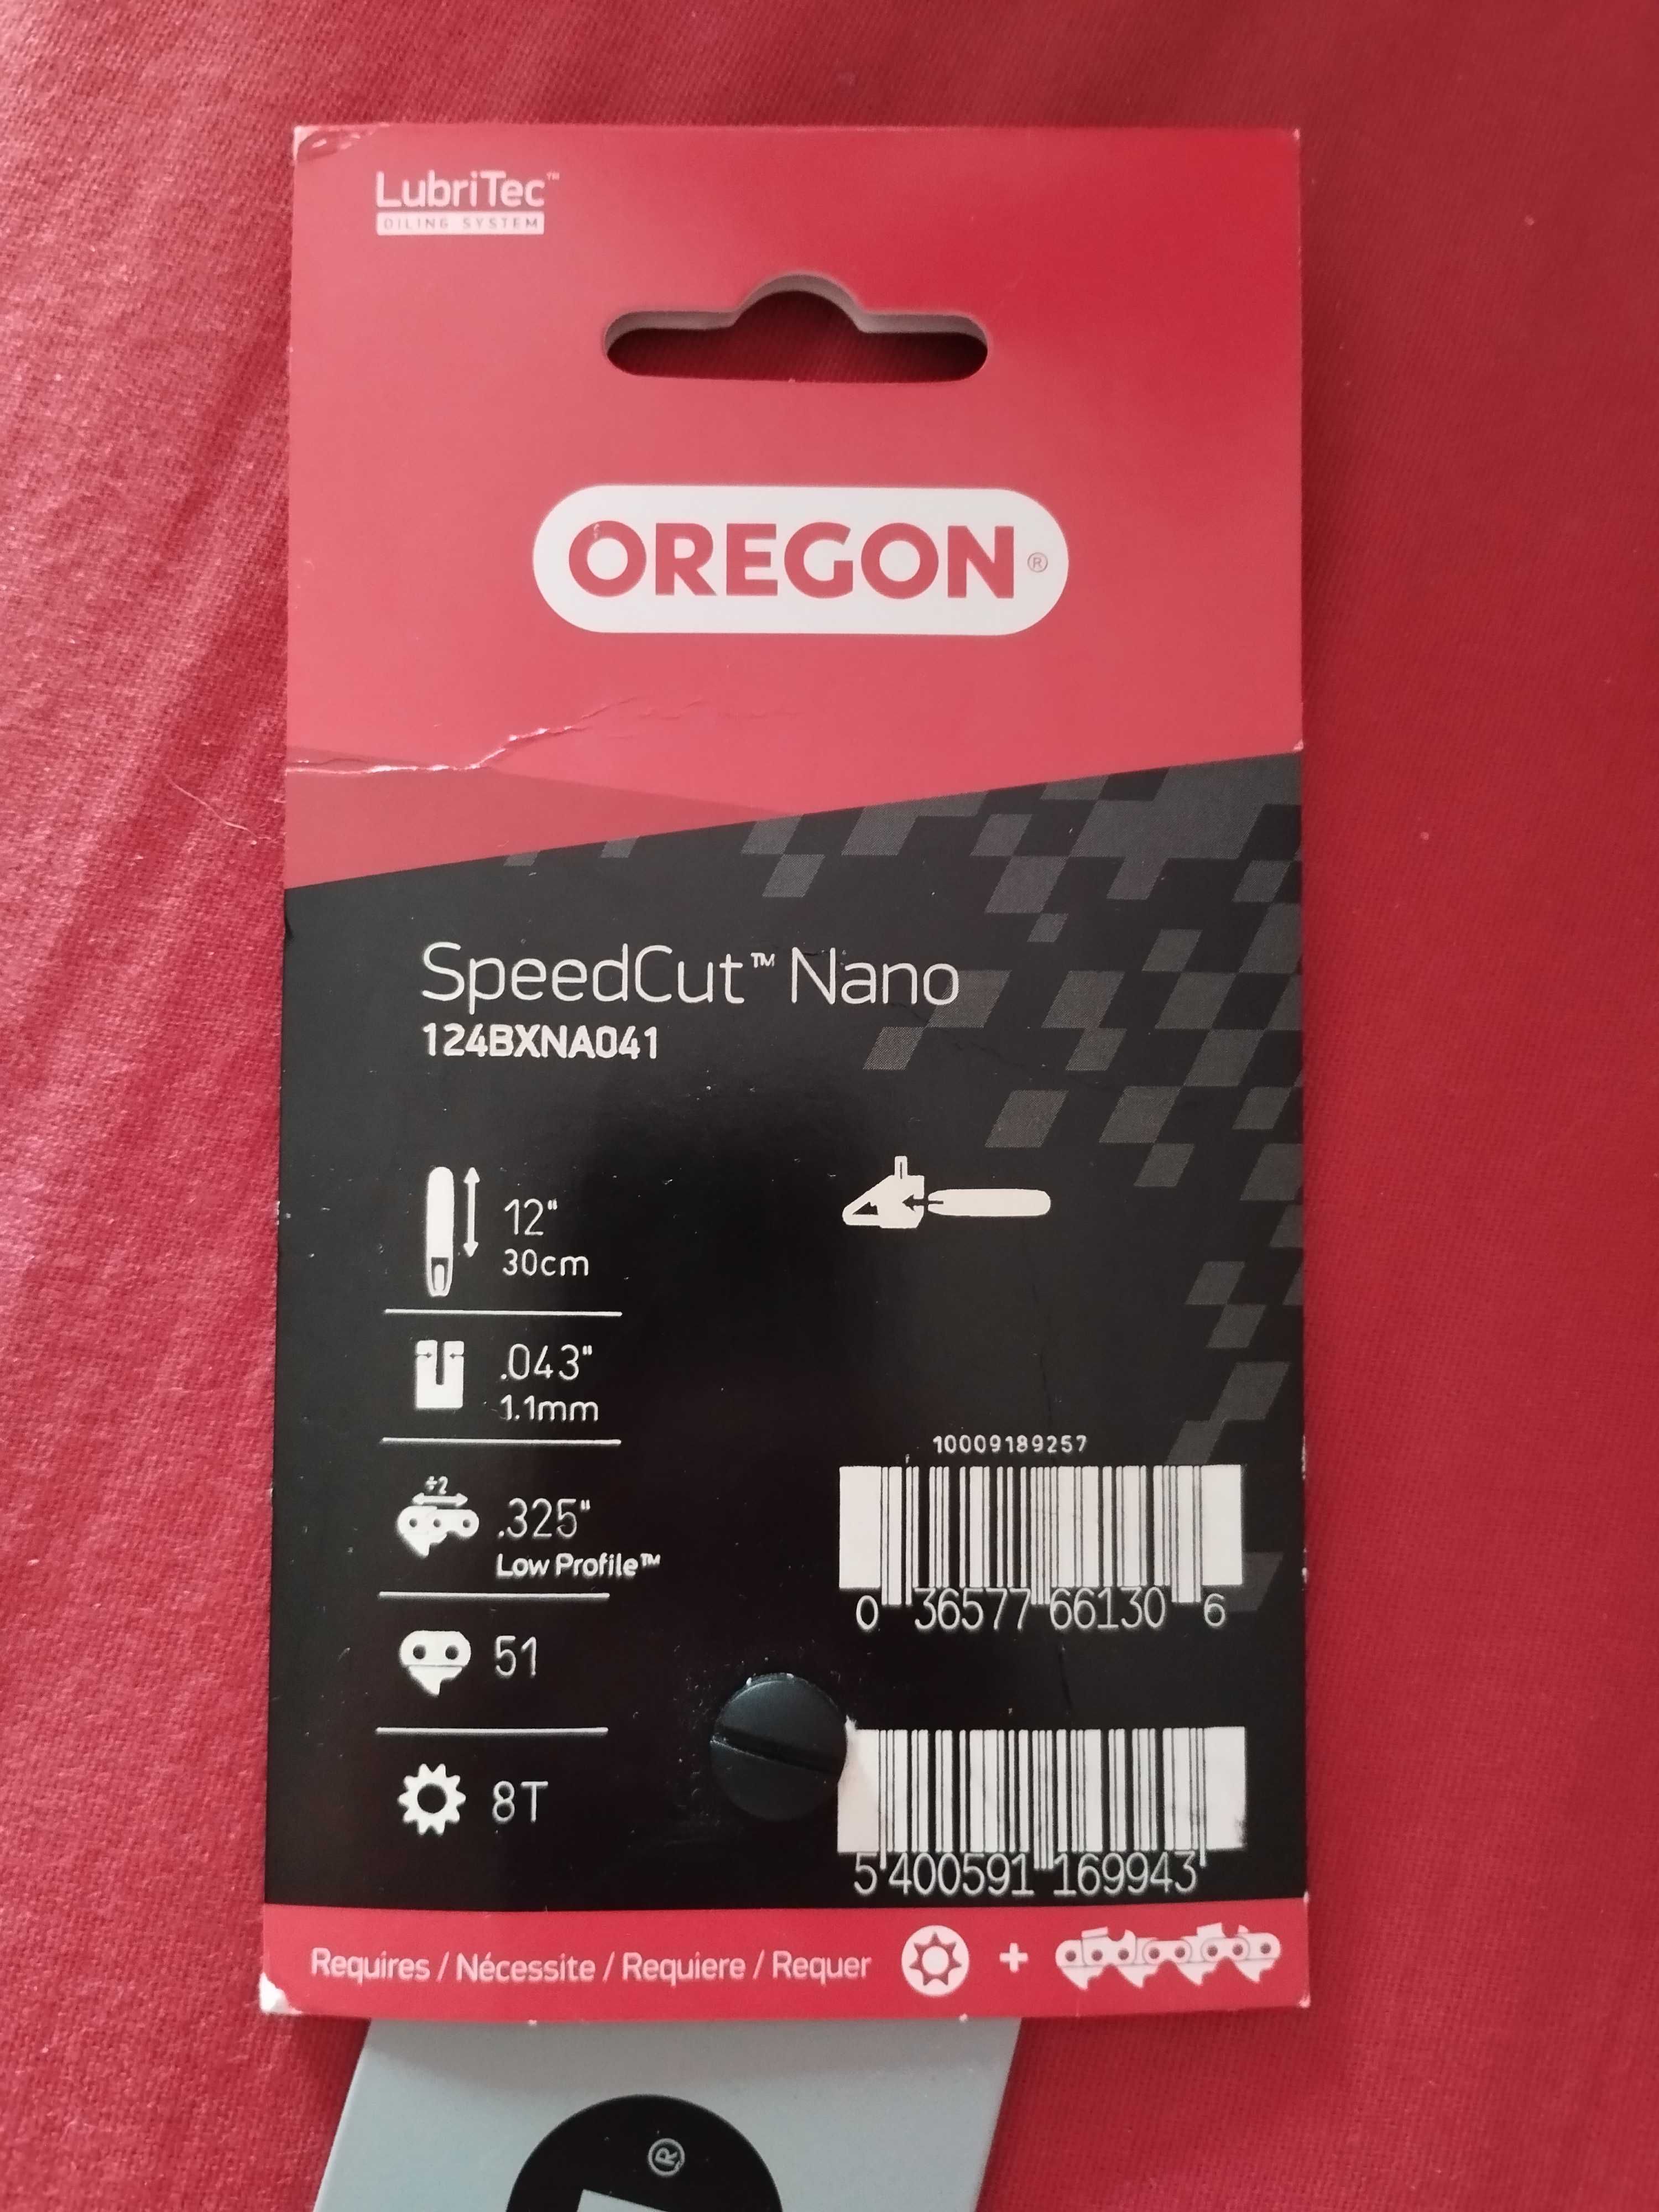 LubriTec™
OILING SYSTEM
OREGON®
SpeedCut™ Nano
124BXNA041
12"
30cm
.043"
1.1mm
÷2
.325"
Low Profile™
51
8T
10009189257
0 36577 66130 6
5 400591 169943
Requires / Nécessite / Requiere / Requer
+
®